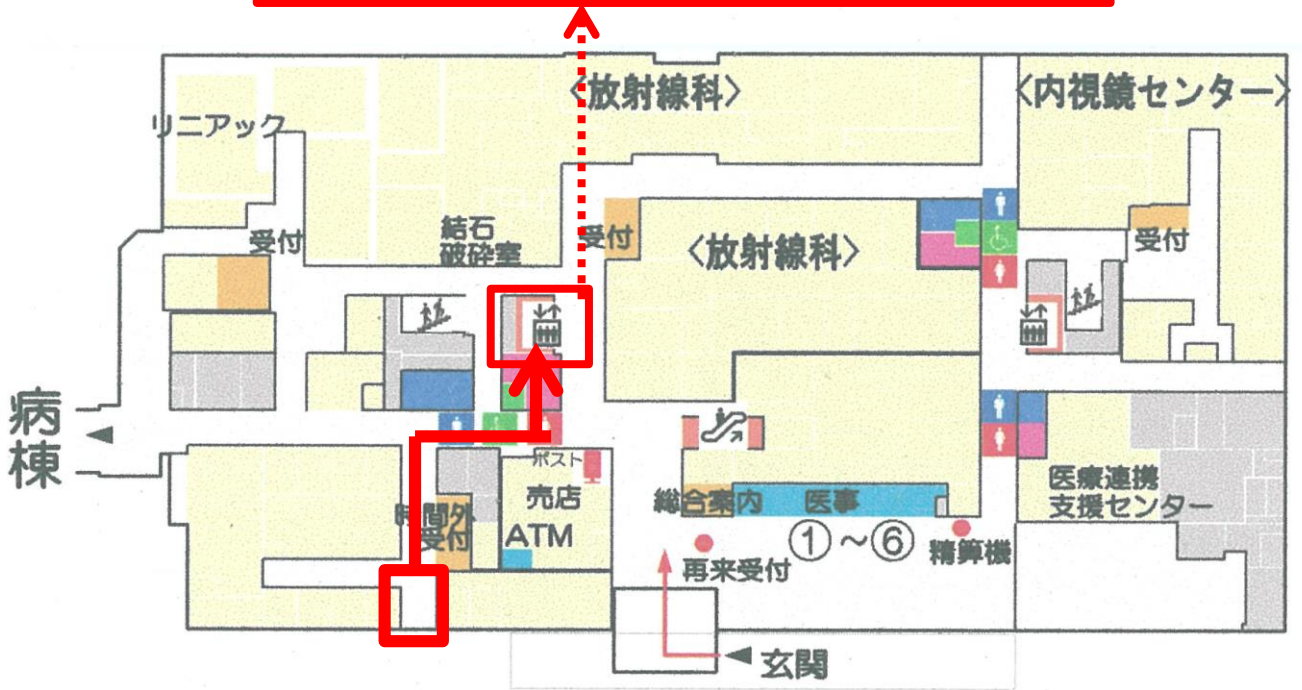 〈放射線科〉
〈内視鏡センター〉
リニアック
受付
結石
破砕室
受付
〈放射線科〉
受付
病棟
ポスト
売店
ATM
時間外
受付
総合案内
医事
①～⑥
再来受付
精算機
医療連携
支援センター
玄関